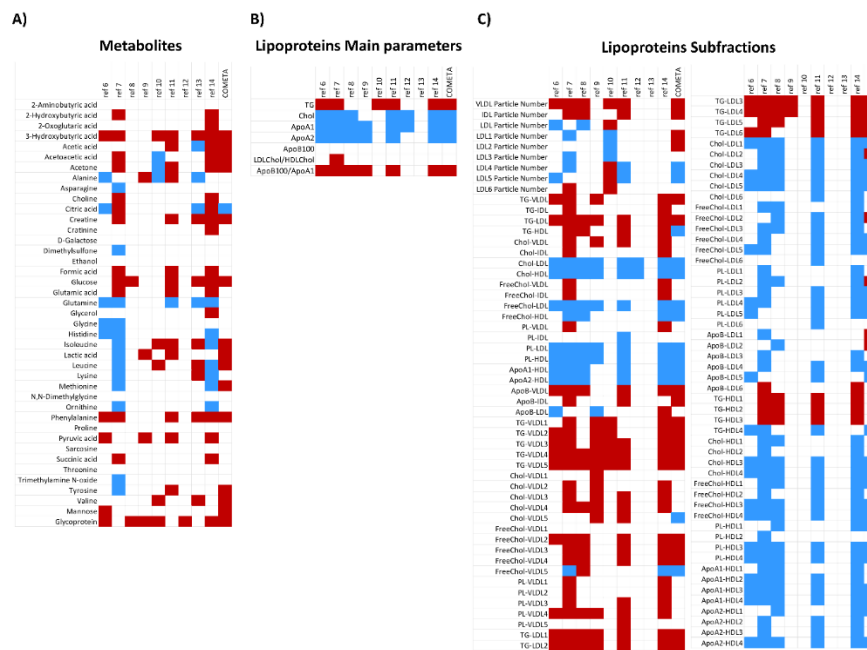 A)
Metabolites
ref 6
ref 7
ref 8
ref 9
ref 10
ref 11
ref 12
ref 13
ref 14
COMETA
2-Aminobutyric acid
2-Hydroxybutyric acid
2-Oxoglutaric acid
3-Hydroxybutyric acid
Acetic acid
Acetoacetic acid
Acetone
Alanine
Asparagine
Choline
Citric acid
Creatine
Cratinine
D-Galactose
Dimethylsulfone
Ethanol
Formic acid
Glucose
Glutamic acid
Glutamine
Glycerol
Glycine
Histidine
Isoleucine
Lactic acid
Leucine
Lysine
Methionine
N,N-Dimethylglycine
Ornithine
Phenylalanine
Proline
Pyruvic acid
Sarcosine
Succinic acid
Threonine
Trimethylamine N-oxide
Tyrosine
Valine
Mannose
Glycoprotein
B)
Lipoproteins Main parameters
ref 6
ref 7
ref 8
ref 9
ref 10
ref 11
ref 12
ref 13
ref 14
COMETA
TG
Chol
ApoA1
ApoA2
ApoB100
LDLChol/HDLChol
ApoB100/ApoA1
C)
Lipoproteins Subfractions
ref 6
ref 7
ref 8
ref 9
ref 10
ref 11
ref 12
ref 13
ref 14
COMETA
VLDL Particle Number
IDL Particle Number
LDL Particle Number
LDL1 Particle Number
LDL2 Particle Number
LDL3 Particle Number
LDL4 Particle Number
LDL5 Particle Number
LDL6 Particle Number
TG-VLDL
TG-IDL
TG-LDL
TG-HDL
Chol-VLDL
Chol-IDL
Chol-LDL
Chol-HDL
FreeChol-VLDL
FreeChol-IDL
FreeChol-LDL
FreeChol-HDL
PL-VLDL
PL-IDL
PL-LDL
PL-HDL
ApoA1-HDL
ApoA2-HDL
ApoB-VLDL
ApoB-IDL
ApoB-LDL
TG-VLDL1
TG-VLDL2
TG-VLDL3
TG-VLDL4
TG-VLDL5
Chol-VLDL1
Chol-VLDL2
Chol-VLDL3
Chol-VLDL4
Chol-VLDL5
FreeChol-VLDL1
FreeChol-VLDL2
FreeChol-VLDL3
FreeChol-VLDL4
FreeChol-VLDL5
PL-VLDL1
PL-VLDL2
PL-VLDL3
PL-VLDL4
PL-VLDL5
TG-LDL1
TG-LDL2
ref 6
ref 7
ref 8
ref 9
ref 10
ref 11
ref 12
ref 13
ref 14
TG-LDL3
TG-LDL4
TG-LDL5
TG-LDL6
Chol-LDL1
Chol-LDL2
Chol-LDL3
Chol-LDL4
Chol-LDL5
Chol-LDL6
FreeChol-LDL1
FreeChol-LDL2
FreeChol-LDL3
FreeChol-LDL4
FreeChol-LDL5
FreeChol-LDL6
PL-LDL1
PL-LDL2
PL-LDL3
PL-LDL4
PL-LDL5
PL-LDL6
ApoB-LDL1
ApoB-LDL2
ApoB-LDL3
ApoB-LDL4
ApoB-LDL5
ApoB-LDL6
TG-HDL1
TG-HDL2
TG-HDL3
TG-HDL4
Chol-HDL1
Chol-HDL2
Chol-HDL3
Chol-HDL4
FreeChol-HDL1
FreeChol-HDL2
FreeChol-HDL3
FreeChol-HDL4
PL-HDL1
PL-HDL2
PL-HDL3
PL-HDL4
ApoA1-HDL1
ApoA1-HDL2
ApoA1-HDL3
ApoA1-HDL4
ApoA2-HDL1
ApoA2-HDL2
ApoA2-HDL3
ApoA2-HDL4